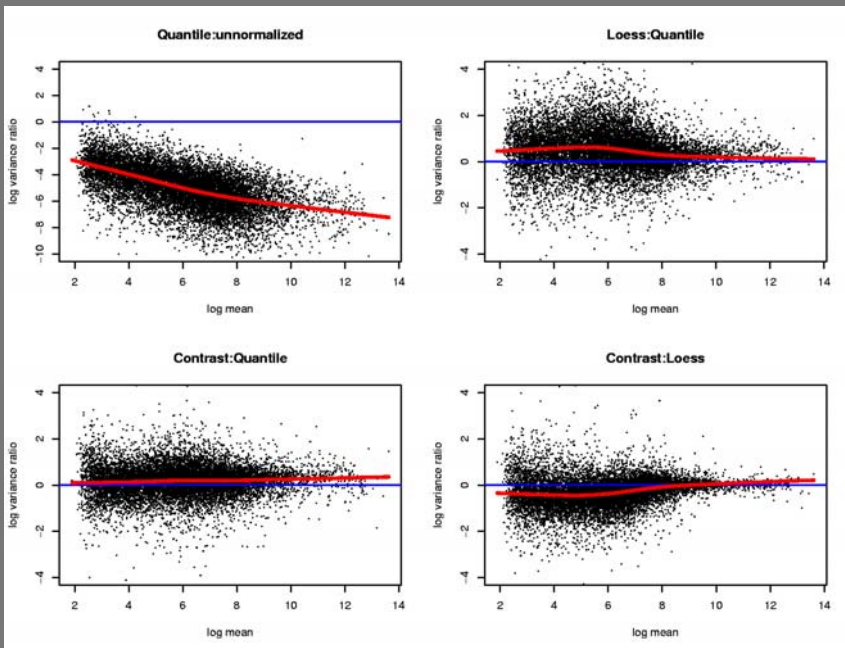 Quantile:unnormalized
log variance ratio
4
2
0
-2
-4
-6
-8
-10
2 4 6 8 10 12 14
log mean
Loess:Quantile
log variance ratio
4
2
0
-2
-4
2 4 6 8 10 12 14
log mean
Contrast:Quantile
log variance ratio
4
2
0
-2
-4
2 4 6 8 10 12 14
log mean
Contrast:Loess
log variance ratio
4
2
0
-2
-4
2 4 6 8 10 12 14
log mean